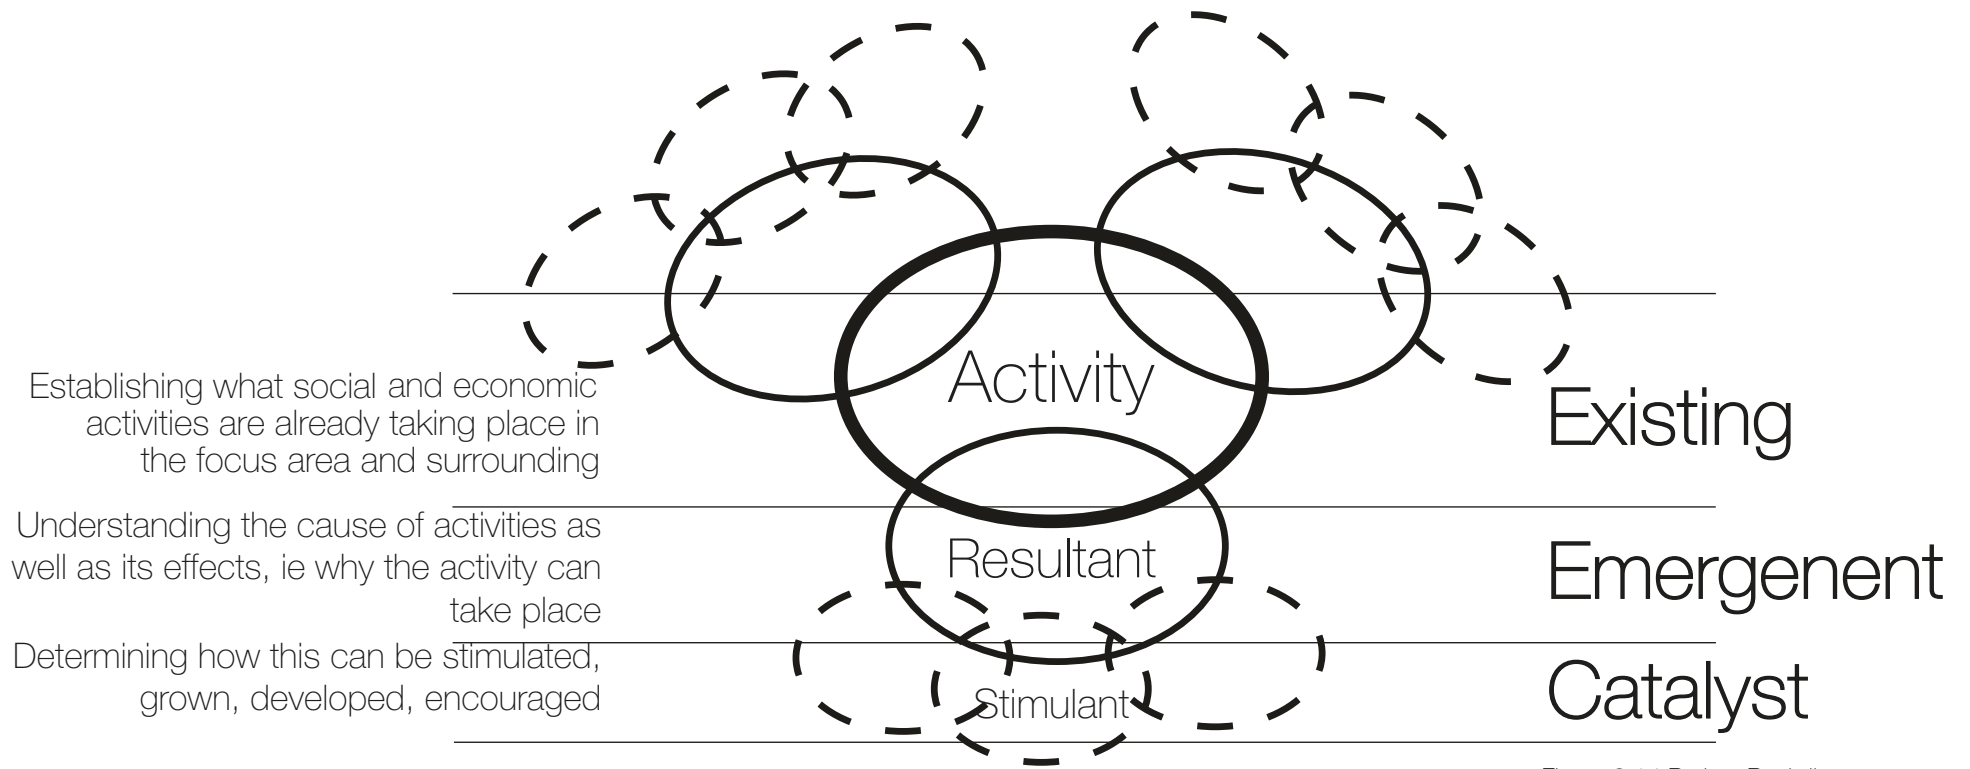 Activity
Establishing what social and economic
activities are already taking place in
the focus area and surrounding
Existing
Understanding the cause of activities as
well as its effects, ie why the activity can
take place
Resultant
Emergenent
Determining how this can be stimulated,
grown, developed, encouraged
Stimulant
Catalyst